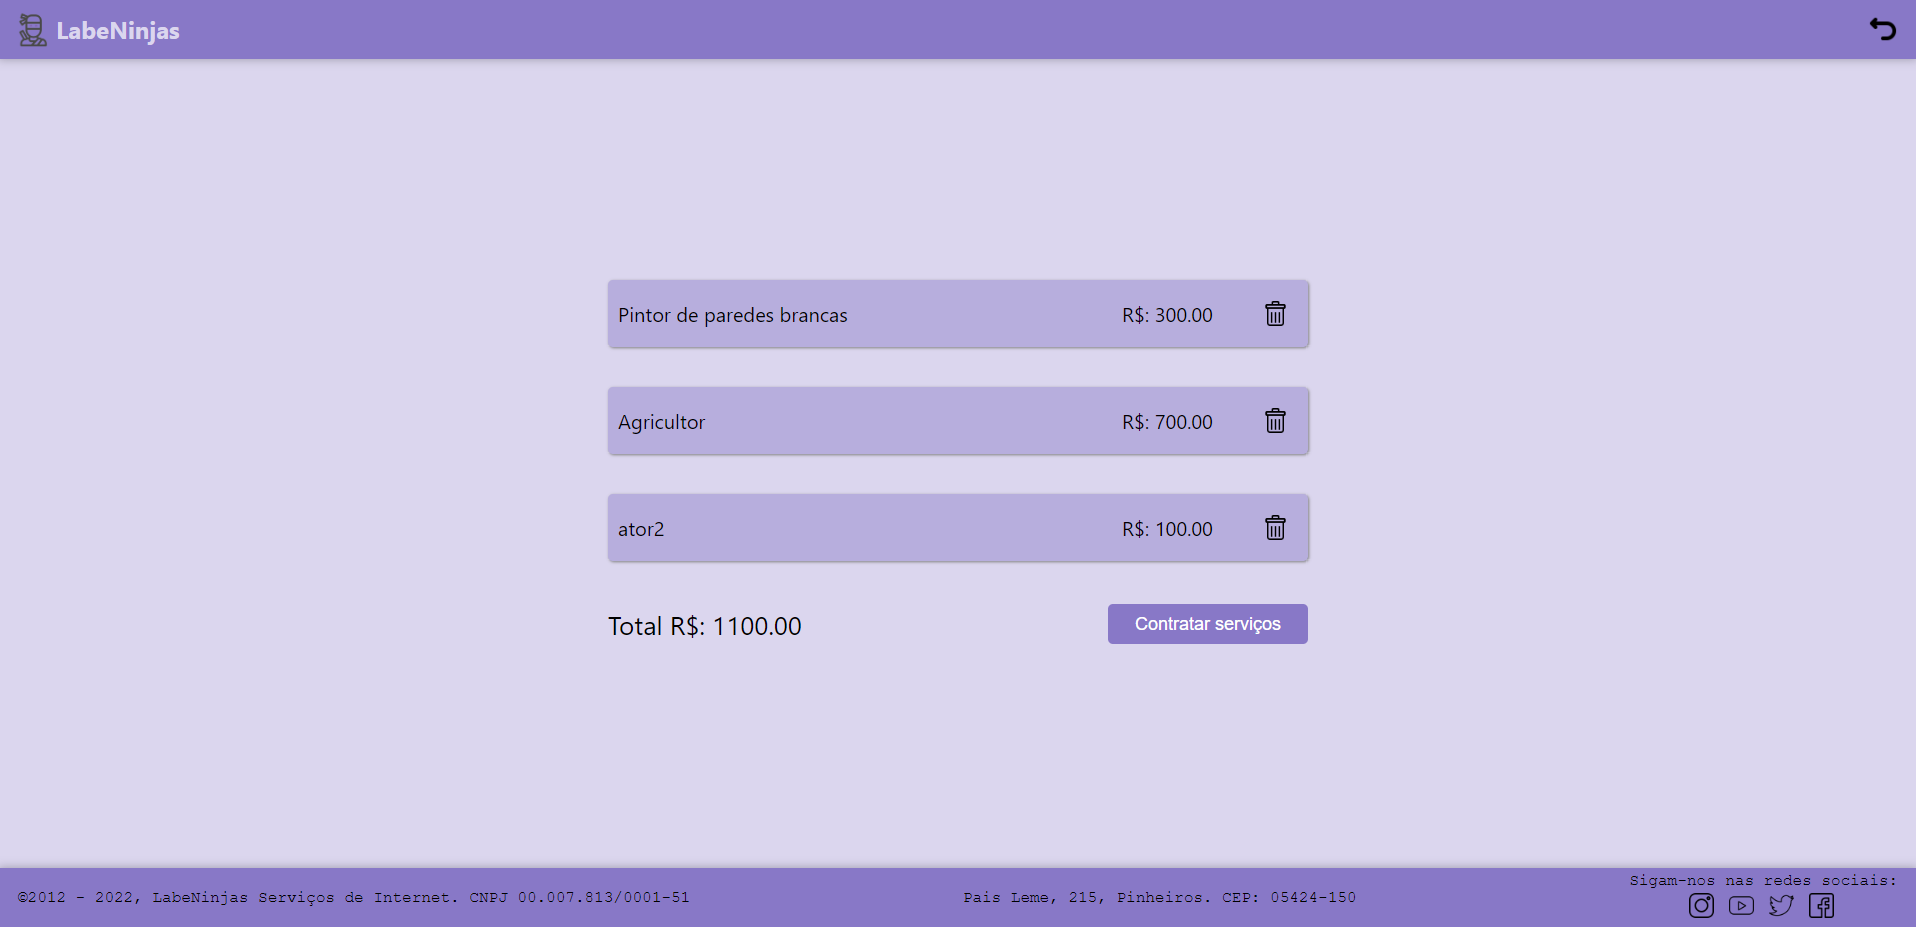 LabeNinjas
Pintor de paredes brancas R$: 300.00
Agricultor R$: 700.00
ator2 R$: 100.00
Total R$: 1100.00 Contratar serviços
©2012 - 2022, LabeNinjas Serviços de Internet. CNPJ 00.007.813/0001-51
Pais Leme, 215, Pinheiros. CEP: 05424-150
Sigam-nos nas redes sociais: